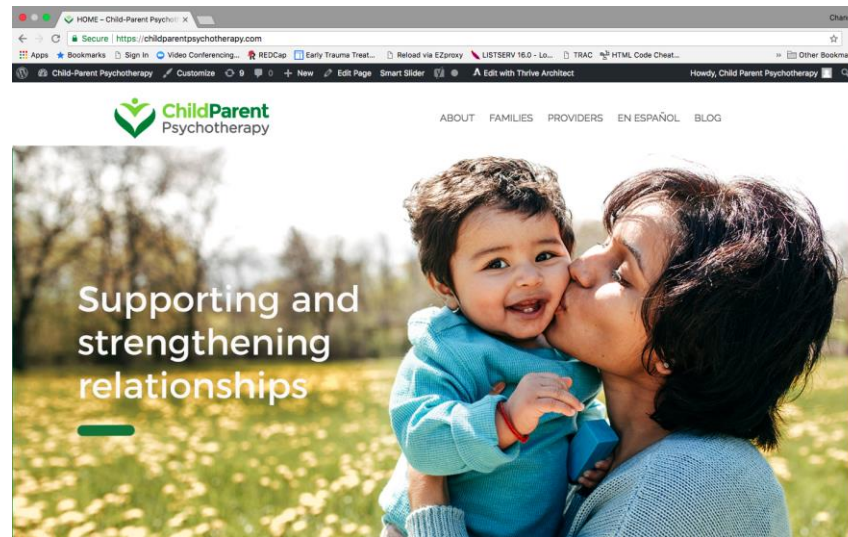 HOME – Child-Parent Psychot
Chan
Secure | https://childparentpsychotherapy.com
Apps Bookmarks Sign In Video Conferencing... REDCap Early Trauma Treat... Reload via EZproxy LISTSERV 16.0 - Lo... TRAC HTML Code Cheat... » Other Bookma
Child-Parent Psychotherapy Customize 9 0 + New Edit Page Smart Slider Edit with Thrive Architect Howdy, Child Parent Psychotherapy
ChildParent
Psychotherapy
ABOUT FAMILIES PROVIDERS EN ESPAÑOL BLOG
Supporting and
strengthening
relationships